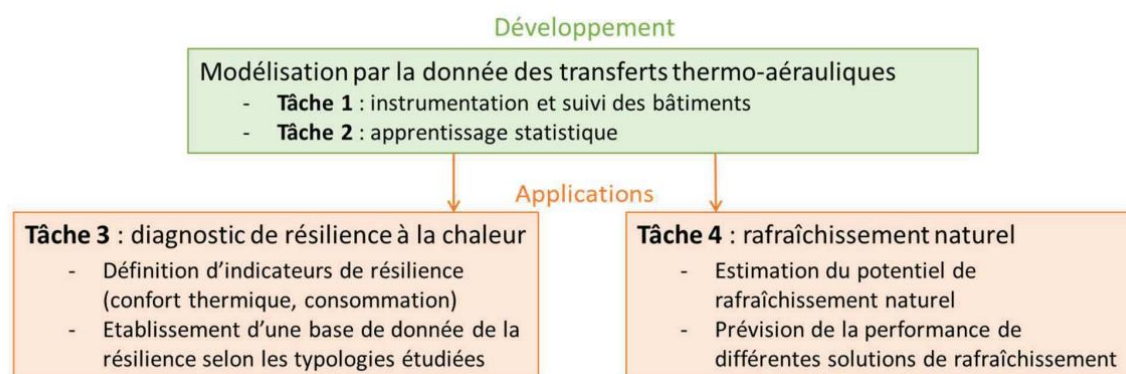 Développement
Modélisation par la donnée des transferts thermo-aérauliques
- Tâche 1 : instrumentation et suivi des bâtiments
- Tâche 2 : apprentissage statistique
Applications
Tâche 3 : diagnostic de résilience à la chaleur
- Définition d’indicateurs de résilience
(confort thermique, consommation)
- Etablissement d’une base de donnée de la
résilience selon les typologies étudiées
Tâche 4 : rafraîchissement naturel
- Estimation du potentiel de
rafraîchissement naturel
- Prévision de la performance de
différentes solutions de rafraîchissement